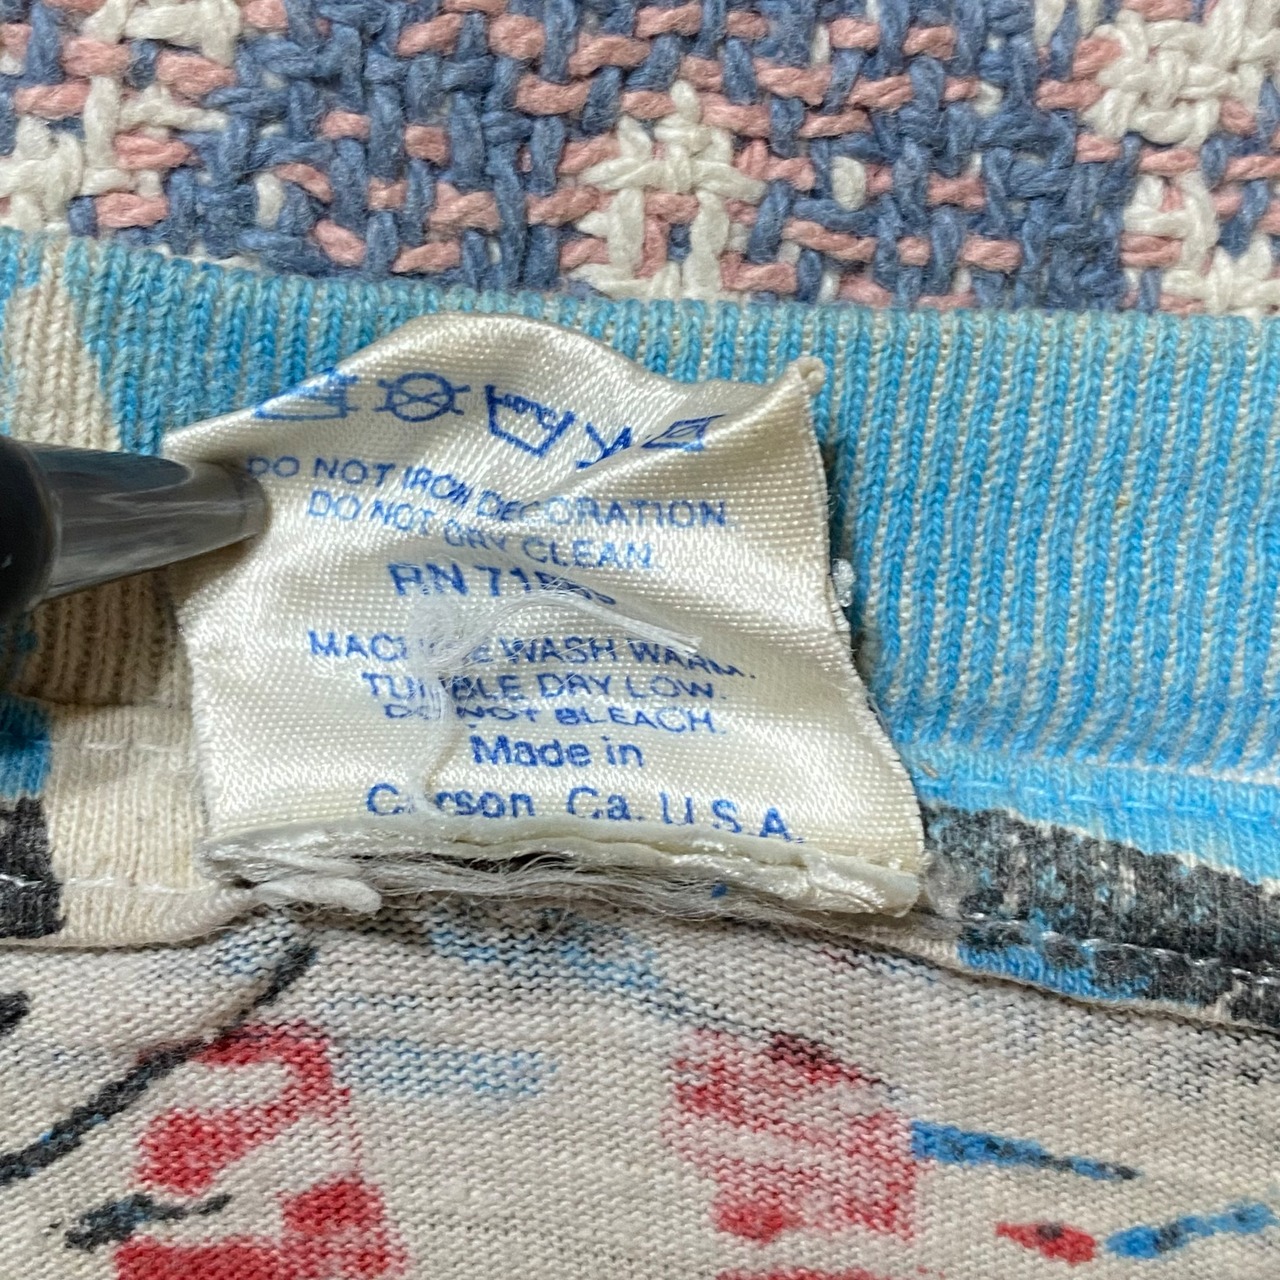 DO NOT IRON DECORATION.
DO NOT DRY CLEAN.
RN
MACHINE WASH WARM.
TUMBLE DRY LOW.
DO NOT BLEACH.
Made in
Carson Ca. U.S.A.